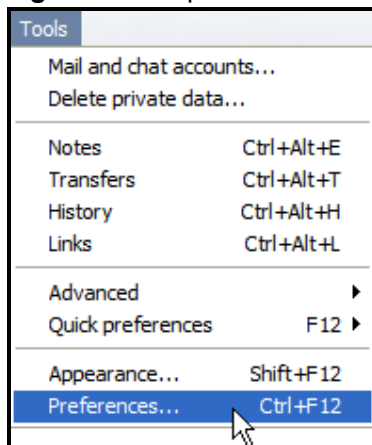 Tools
Mail and chat accounts...
Delete private data...
Notes Ctrl+Alt+E
Transfers Ctrl+Alt+T
History Ctrl+Alt+H
Links Ctrl+Alt+L
Advanced
Quick preferences F12
Appearance... Shift+F12
Preferences... Ctrl+F12